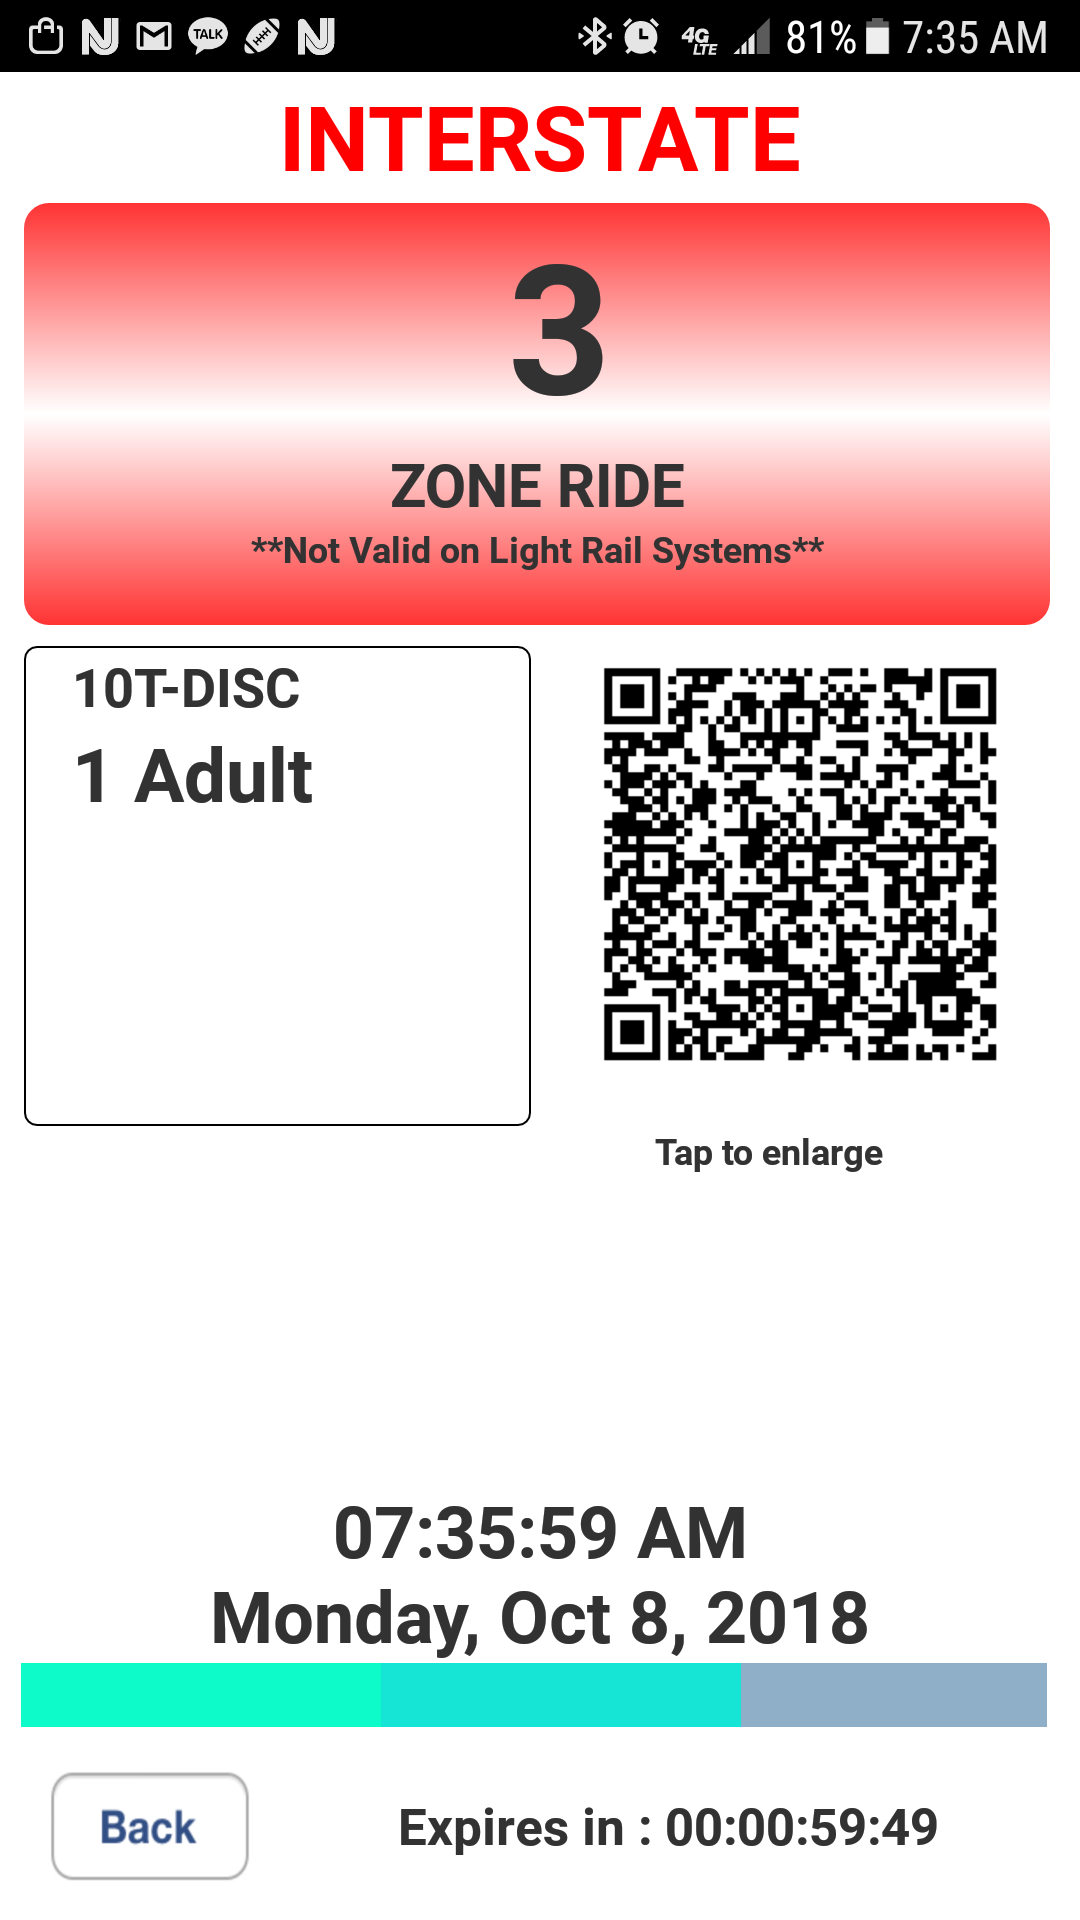 TALK 4G LTE 81% 7:35 AM
INTERSTATE
3
ZONE RIDE
**Not Valid on Light Rail Systems**
10T-DISC
1 Adult
Tap to enlarge
07:35:59 AM
Monday, Oct 8, 2018
Back
Expires in : 00:00:59:49